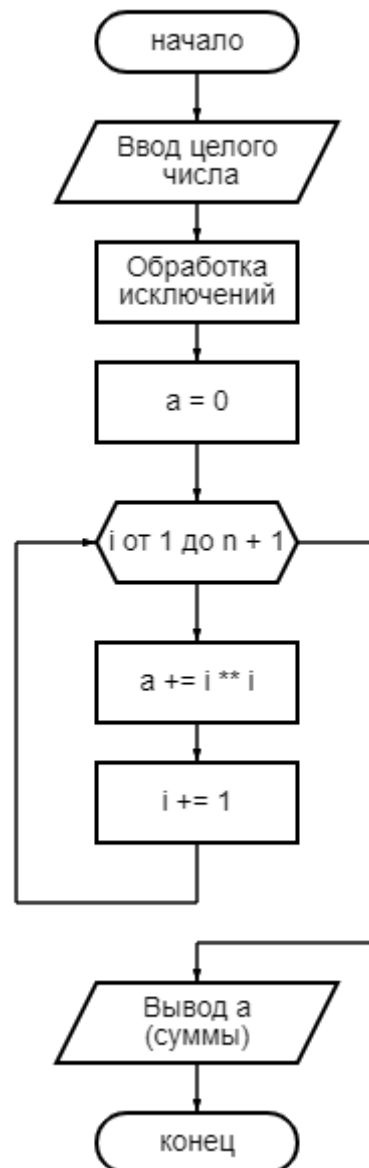 начало
Ввод целого
числа
Обработка
исключений
a = 0
i от 1 до n + 1
a += i ** i
i += 1
Вывод a
(суммы)
конец